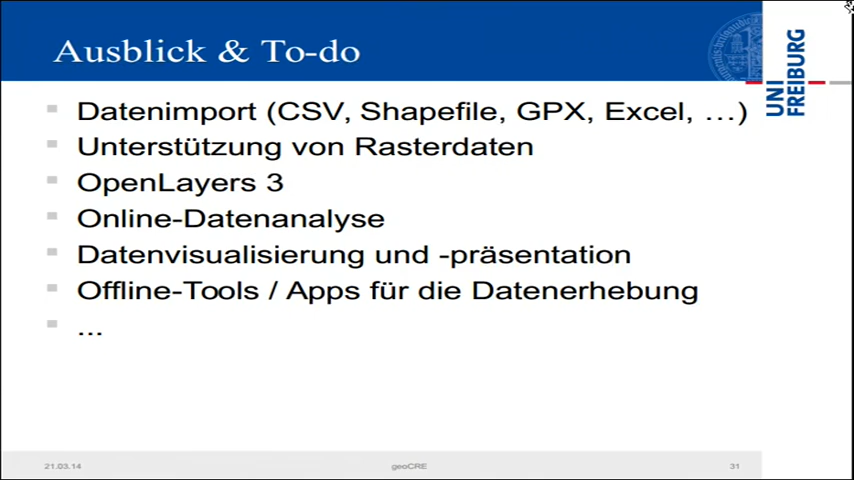 Ausblick & To-do
UNI
FREIBURG
Datenimport (CSV, Shapefile, GPX, Excel, …)
Unterstützung von Rasterdaten
OpenLayers 3
Online-Datenanalyse
Datenvisualisierung und -präsentation
Offline-Tools / Apps für die Datenerhebung
...
21.03.14
geoCRE
31